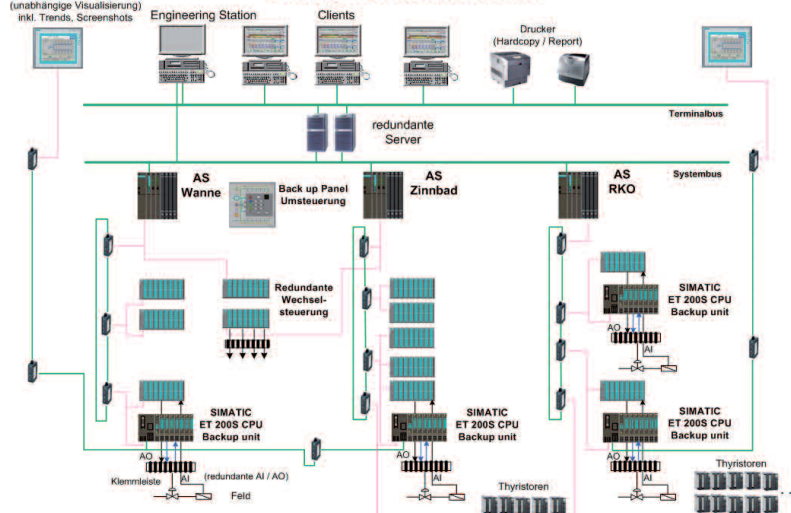 (unabhängige Visualisierung)
inkl. Trends, Screenshots
Engineering Station
Clients
Drucker
(Hardcopy / Report)
Terminalbus
redundante
Server
Systembus
AS
Wanne
Back up Panel
Umsteuerung
AS
Zinnbad
AS
RKO
Redundante
Wechsel-
steuerung
SIMATIC
ET 200S CPU
Backup unit
AO
AI
SIMATIC
ET 200S CPU
Backup unit
AO
AI
Klemmleiste
(redundante AI / AO)
Feld
SIMATIC
ET 200S CPU
Backup unit
AO
AI
Thyristoren
SIMATIC
ET 200S CPU
Backup unit
AO
AI
Thyristoren